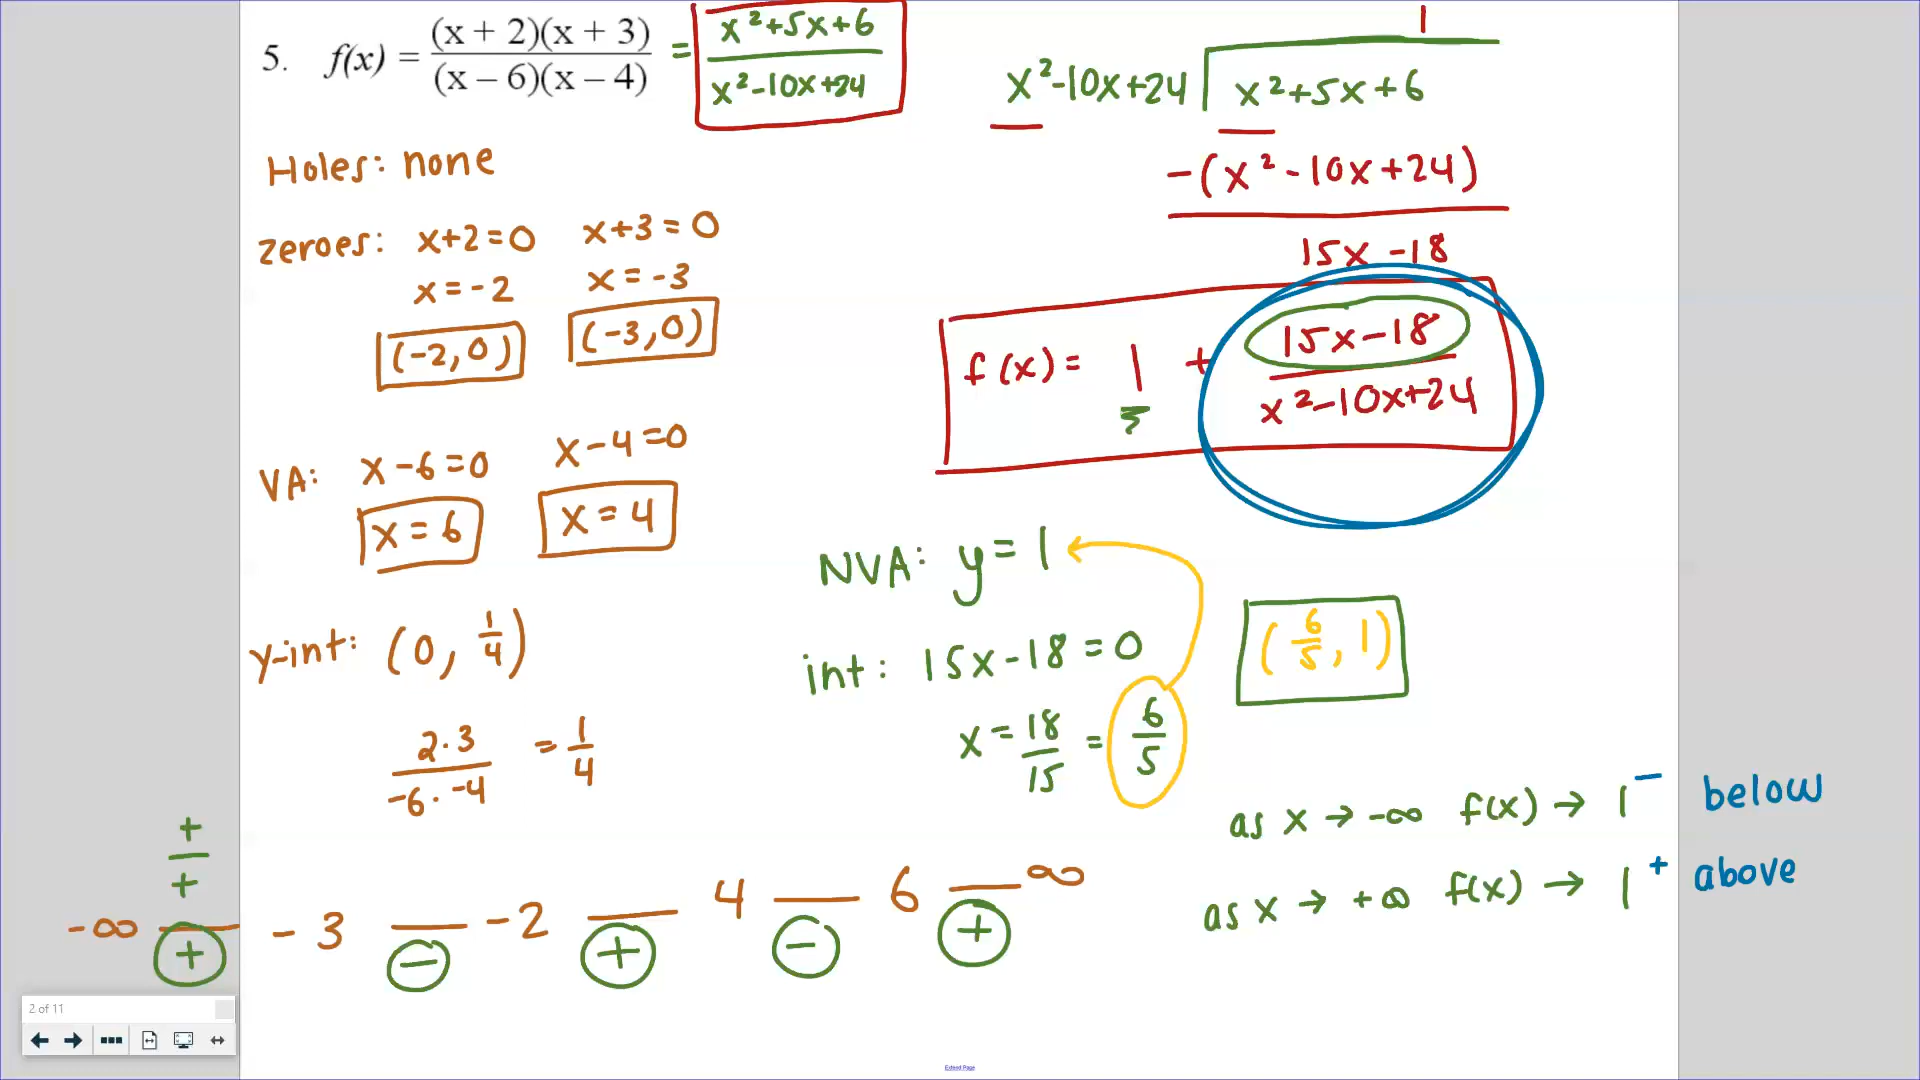 5. f(x) = (x + 2)(x + 3) / (x – 6)(x – 4) = x²+5x+6 / x²-10x+24
Holes: none
zeroes: x+2=0 x+3=0
x=-2 x=-3
(-2,0) (-3,0)
VA: x-6=0 x-4=0
x=6 x=4
y-int: (0, 1/4)
2·3 / -6·-4 = 1/4
1
x²-10x+24 x²+5x+6
-(x²-10x+24)
15x-18
f(x)= 1 + 15x-18 / x²-10x+24
NVA: y=1
int: 15x-18=0
x=18/15 = 6/5
(6/5, 1)
as x→-∞ f(x)→1⁻ below
as x→+∞ f(x)→1⁺ above
+/+
-∞ -3 -2 4 6 ∞
+ - + - +
2 of 11
Extend Page